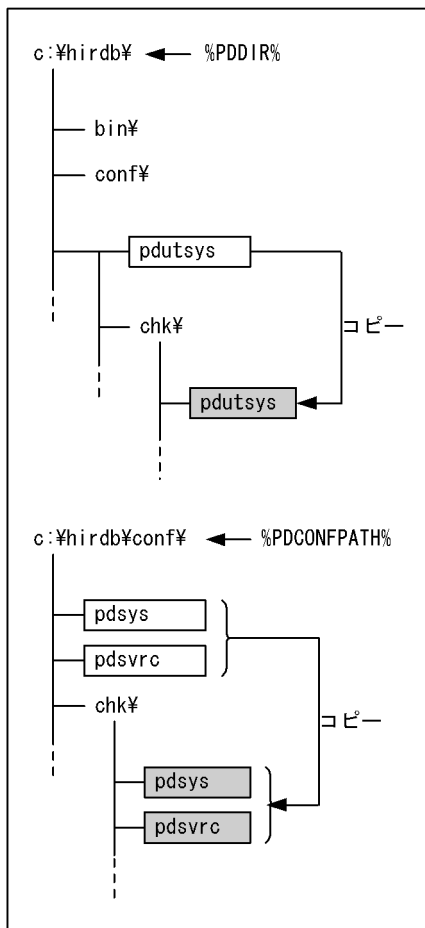 c:¥hirdb¥ %PDDIR%
bin¥
conf¥
pdutsys
chk¥
コピー
pdutsys
c:¥hirdb¥conf¥ %PDCONFPATH%
pdsys
pdsvrc
chk¥
コピー
pdsys
pdsvrc